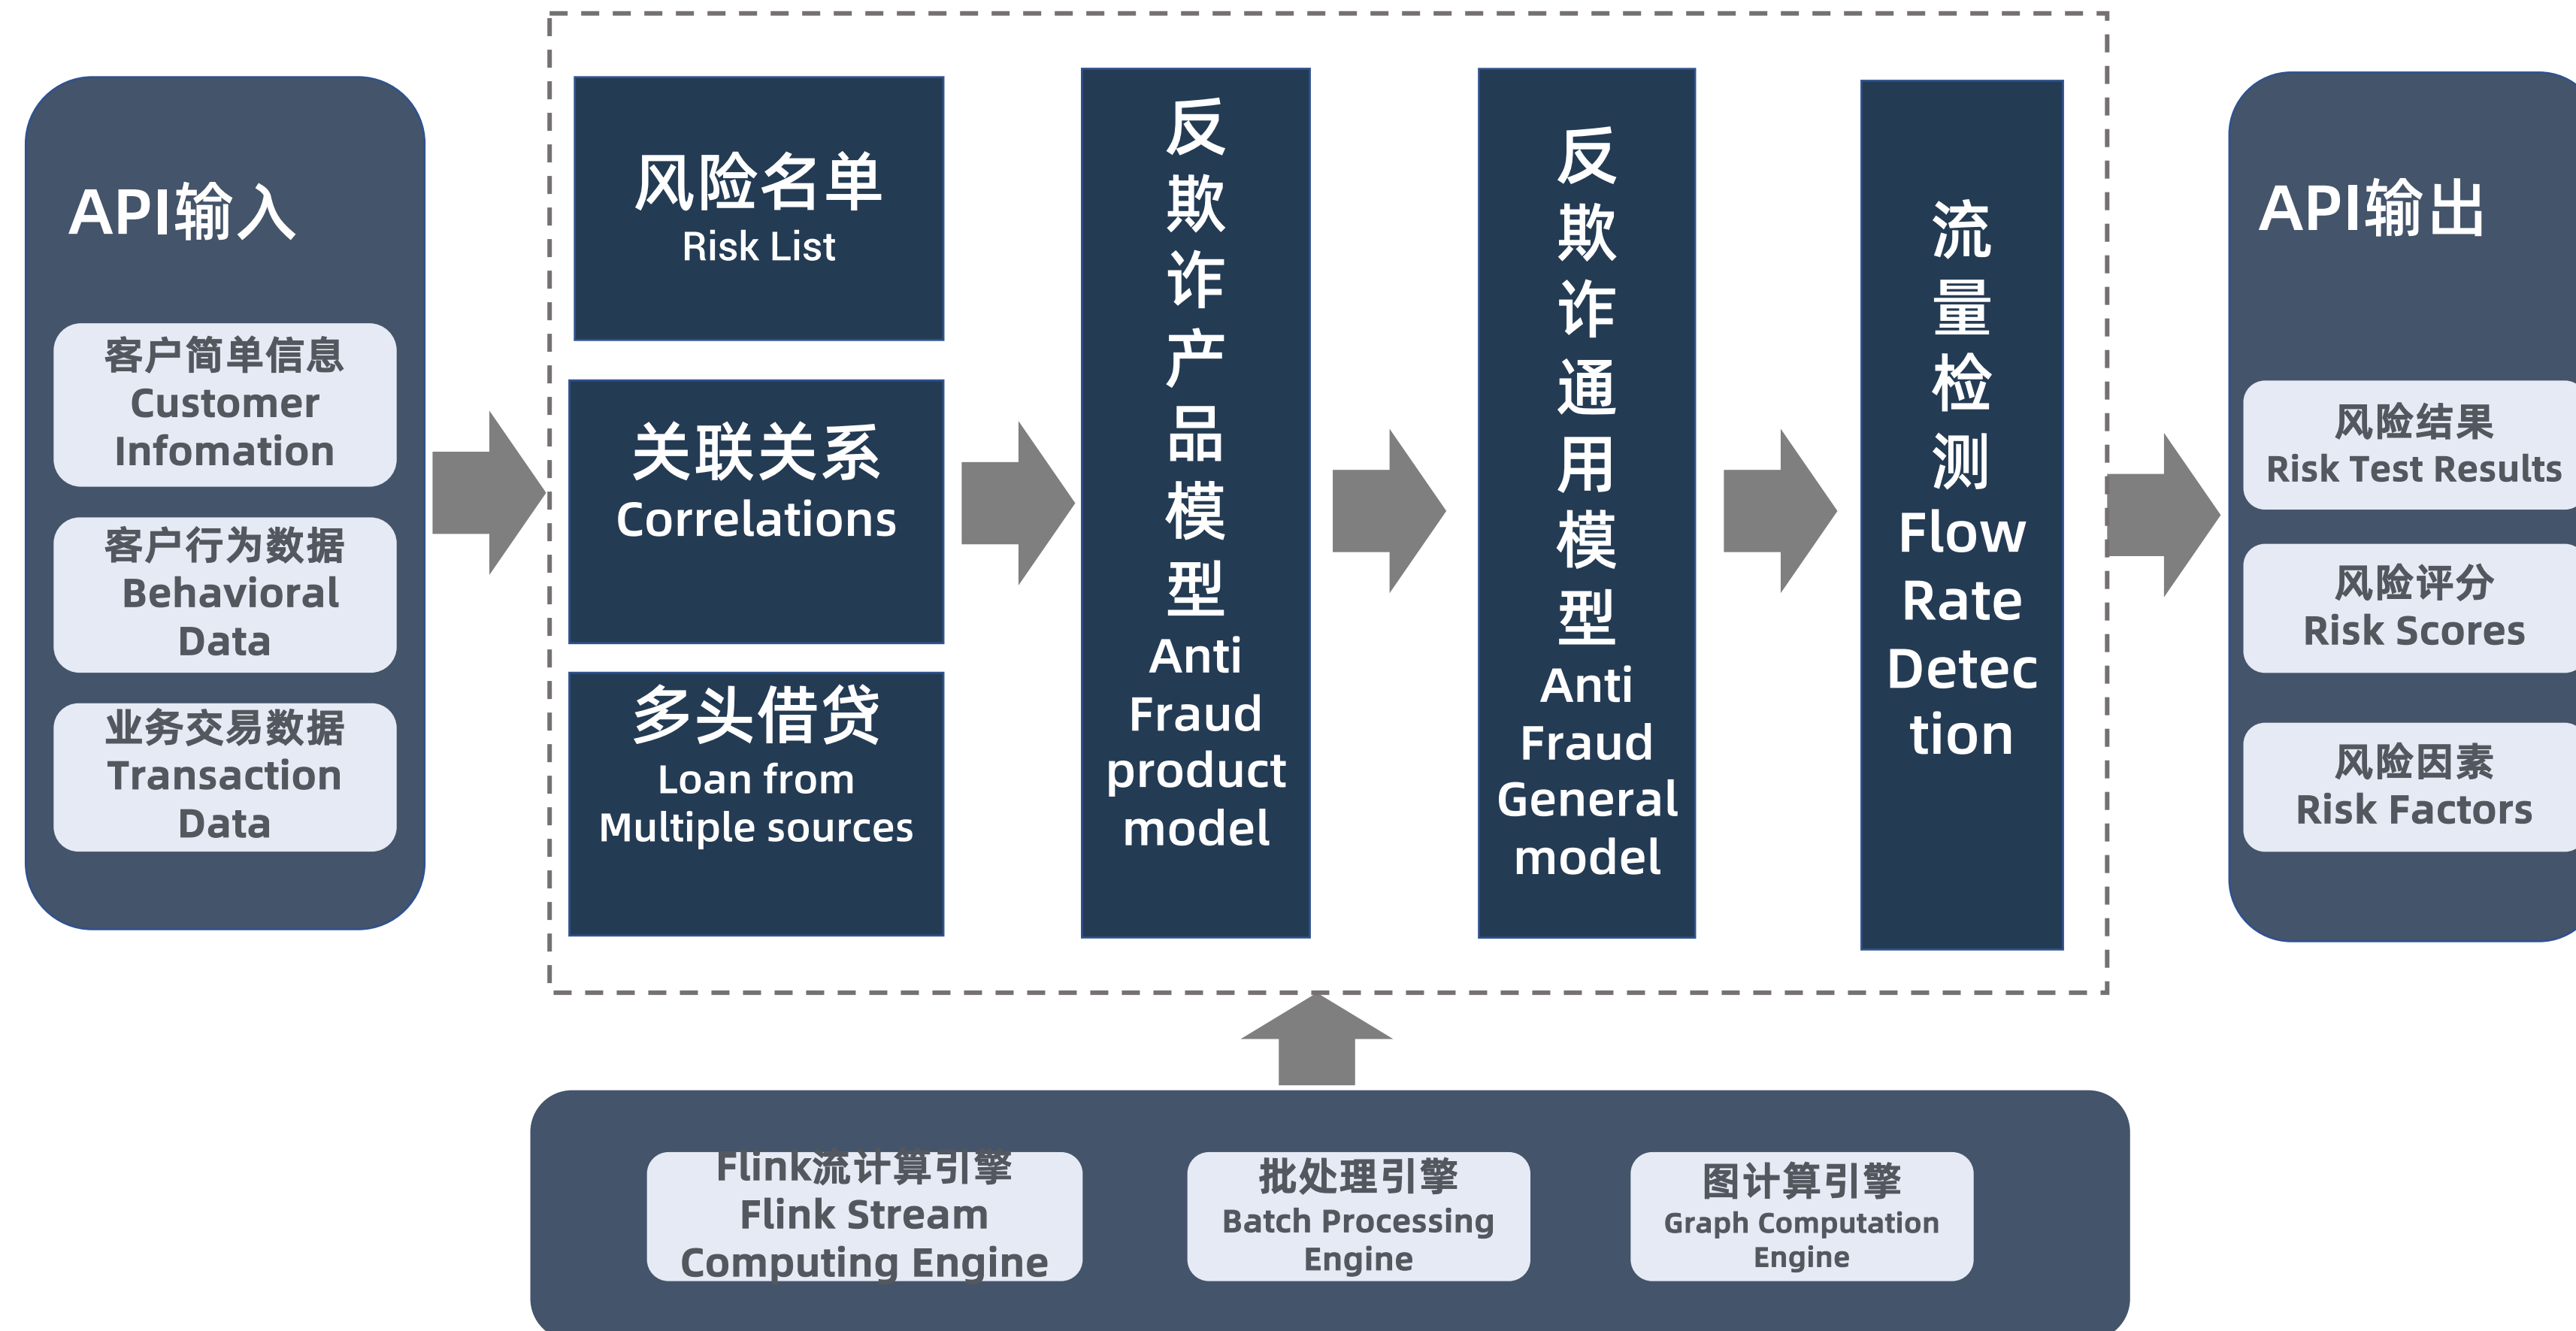 API输入
客户简单信息
Customer
Infomation
客户行为数据
Behavioral
Data
业务交易数据
Transaction
Data
风险名单
Risk List
关联关系
Correlations
多头借贷
Loan from
Multiple sources
反
欺
诈
产
品
模
型
Anti
Fraud
product
model
反
欺
诈
通
用
模
型
Anti
Fraud
General
model
流
量
检
测
Flow
Rate
Detec
tion
API输出
风险结果
Risk Test Results
风险评分
Risk Scores
风险因素
Risk Factors
Flink流计算引擎
Flink Stream
Computing Engine
批处理引擎
Batch Processing
Engine
图计算引擎
Graph Computation
Engine